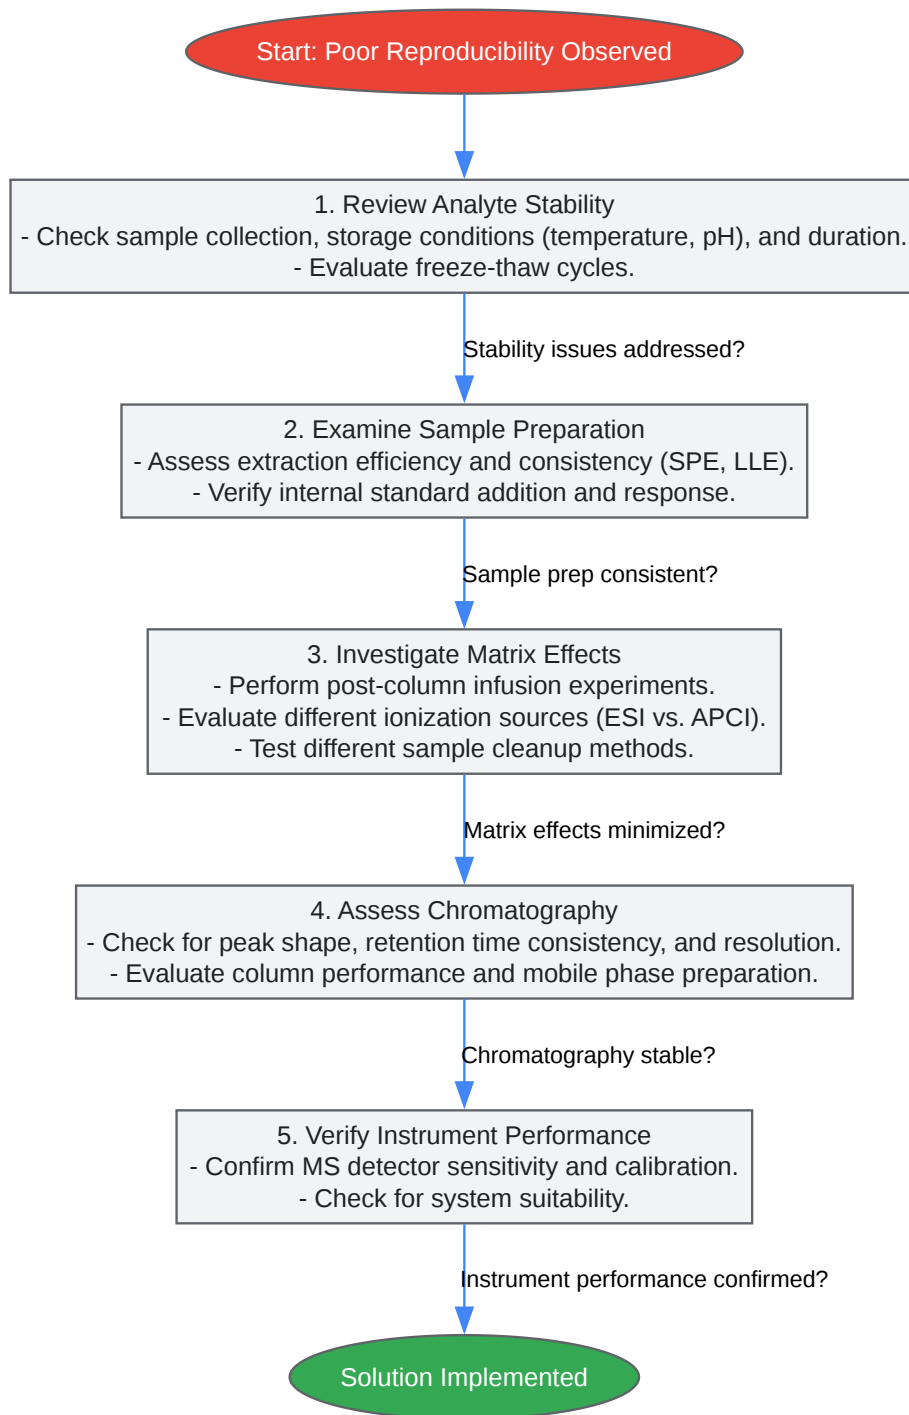 Start: Poor Reproducibility Observed
1. Review Analyte Stability
- Check sample collection, storage conditions (temperature, pH), and duration.
- Evaluate freeze-thaw cycles.
Stability issues addressed?
2. Examine Sample Preparation
- Assess extraction efficiency and consistency (SPE, LLE).
- Verify internal standard addition and response.
Sample prep consistent?
3. Investigate Matrix Effects
- Perform post-column infusion experiments.
- Evaluate different ionization sources (ESI vs. APCI).
- Test different sample cleanup methods.
Matrix effects minimized?
4. Assess Chromatography
- Check for peak shape, retention time consistency, and resolution.
- Evaluate column performance and mobile phase preparation.
Chromatography stable?
5. Verify Instrument Performance
- Confirm MS detector sensitivity and calibration.
- Check for system suitability.
Instrument performance confirmed?
Solution Implemented